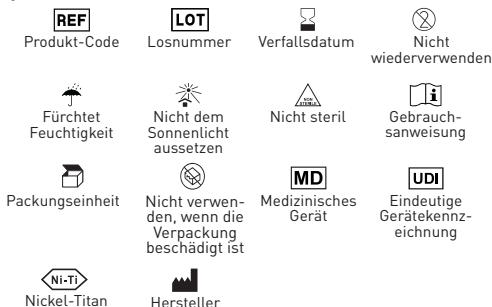 REF
LOT
2
Produkt-Code
Losnummer
Verfallsdatum
Nicht
wiederverwenden
NON
STERILE
i
Fürchtet
Feuchtigkeit
Nicht dem
Sonnenlicht
aussetzen
Nicht steril
Gebrauch-
sanweisung
MD
UDI
Packungseinheit
Nicht verwen-
den, wenn die
Verpackung
beschädigt ist
Medizinisches
Gerät
Eindeutige
Gerätekennz-
eichnung
Ni-Ti
Nickel-Titan
Hersteller